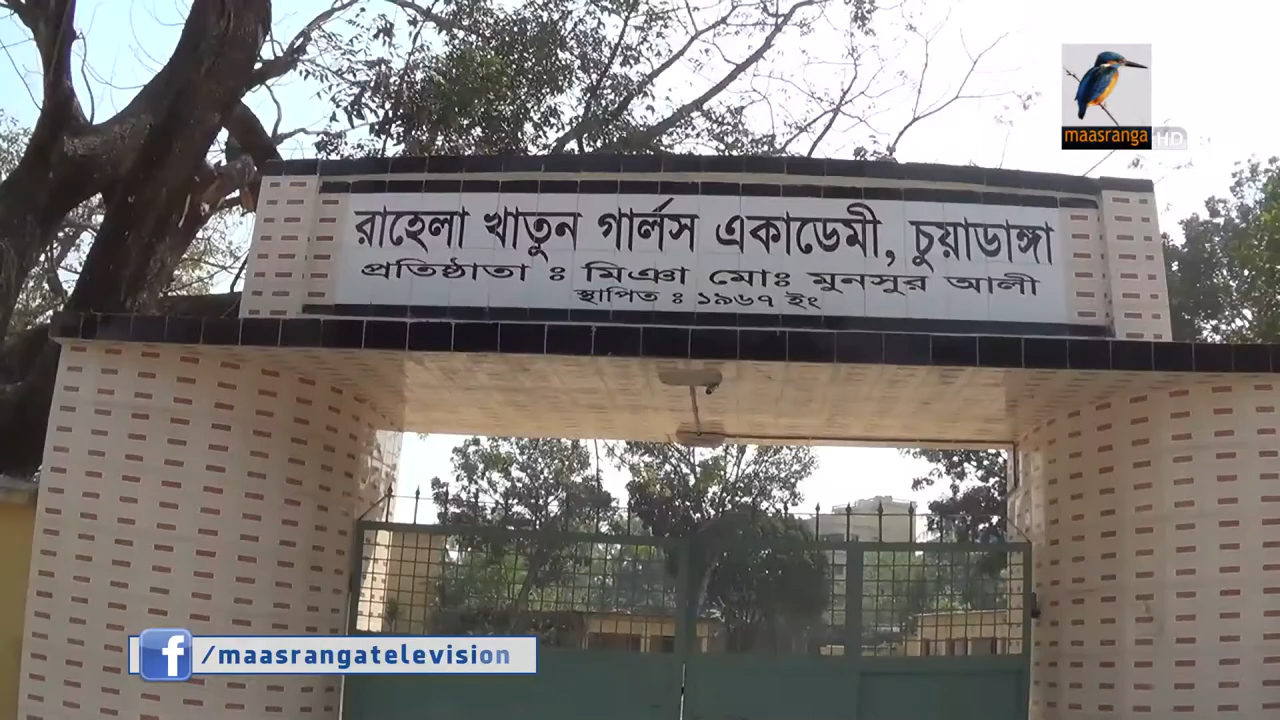 maasranga HD
রাহেলা খাতুন গার্লস একাডেমী, চুয়াডাঙ্গা
প্রতিষ্ঠাতা ঃ মিঞা মোঃ মুনসুর আলী
স্থাপিত ঃ ১৯৬৭ ইং
f /maasrangatelevision